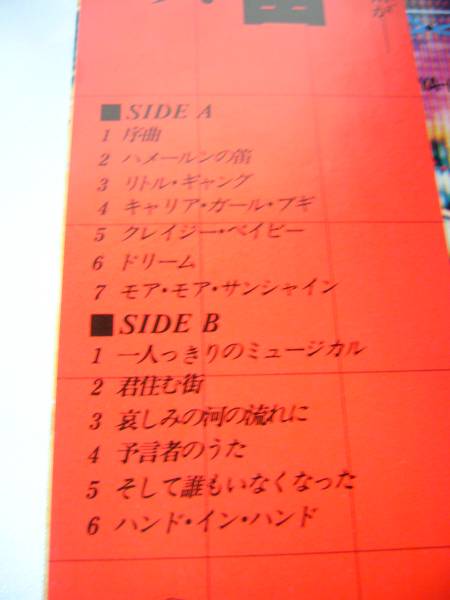 ■SIDE A
1 序曲
2 ハメールンの笛
3 リトル・ギャング
4 キャリア・ガール・ブギ
5 クレイジー・ベイビー
6 ドリーム
7 モア・モア・サンシャイン
■SIDE B
1 一人っきりのミュージカル
2 君住む街
3 哀しみの河の流れに
4 予言者のうた
5 そして誰もいなくなった
6 ハンド・イン・ハンド